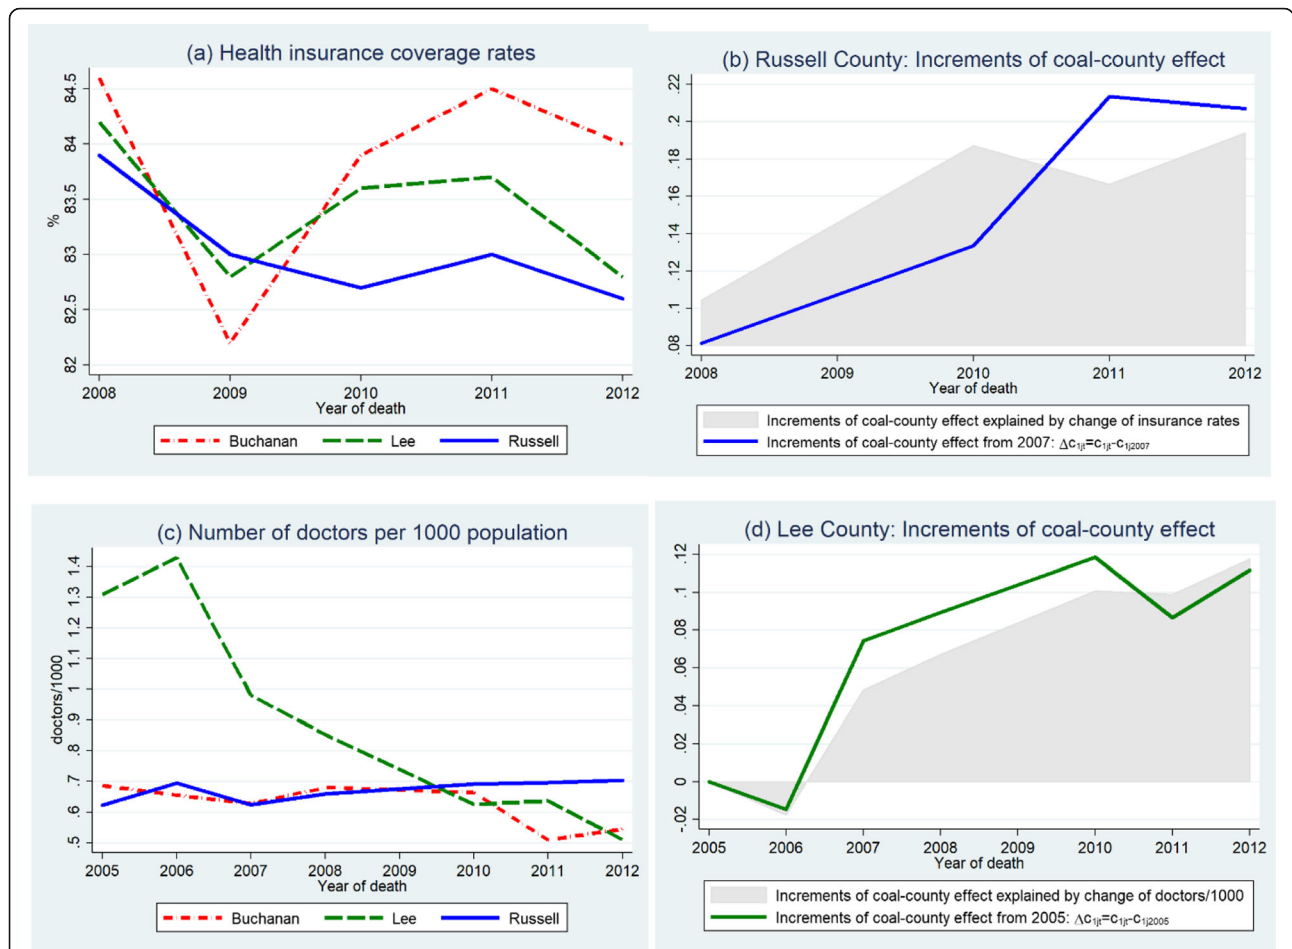 (a) Health insurance coverage rates
84.5
84
83.5
83
82.5
82
%
2008 2009 2010 2011 2012
Year of death
Buchanan Lee Russell
(b) Russell County: Increments of coal-county effect
.22
.2
.18
.16
.14
.12
.1
.08
2008 2009 2010 2011 2012
Year of death
Increments of coal-county effect explained by change of insurance rates
Increments of coal-county effect from 2007: Δc1jt=c1jt-c1j2007
(c) Number of doctors per 1000 population
1.4
1.3
1.2
1.1
1
.9
.8
.7
.6
.5
doctors/1000
2005 2006 2007 2008 2009 2010 2011 2012
Year of death
Buchanan Lee Russell
(d) Lee County: Increments of coal-county effect
.12
.1
.08
.06
.04
.02
0
-.02
2005 2006 2007 2008 2009 2010 2011 2012
Year of death
Increments of coal-county effect explained by change of doctors/1000
Increments of coal-county effect from 2005: Δc1jt=c1jt-c1j2005